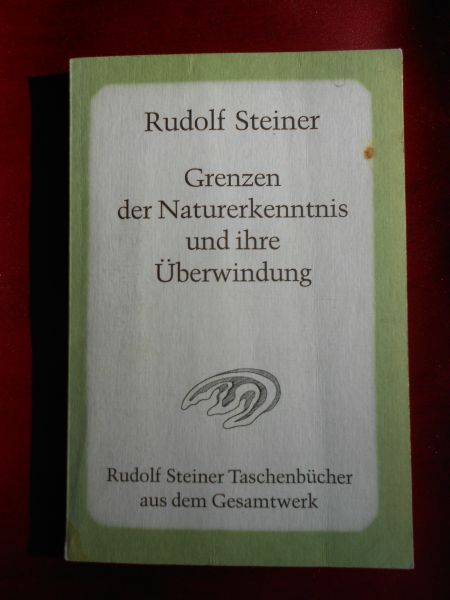 Rudolf Steiner
Grenzen
der Naturerkenntnis
und ihre
Überwindung
Rudolf Steiner Taschenbücher
aus dem Gesamtwerk